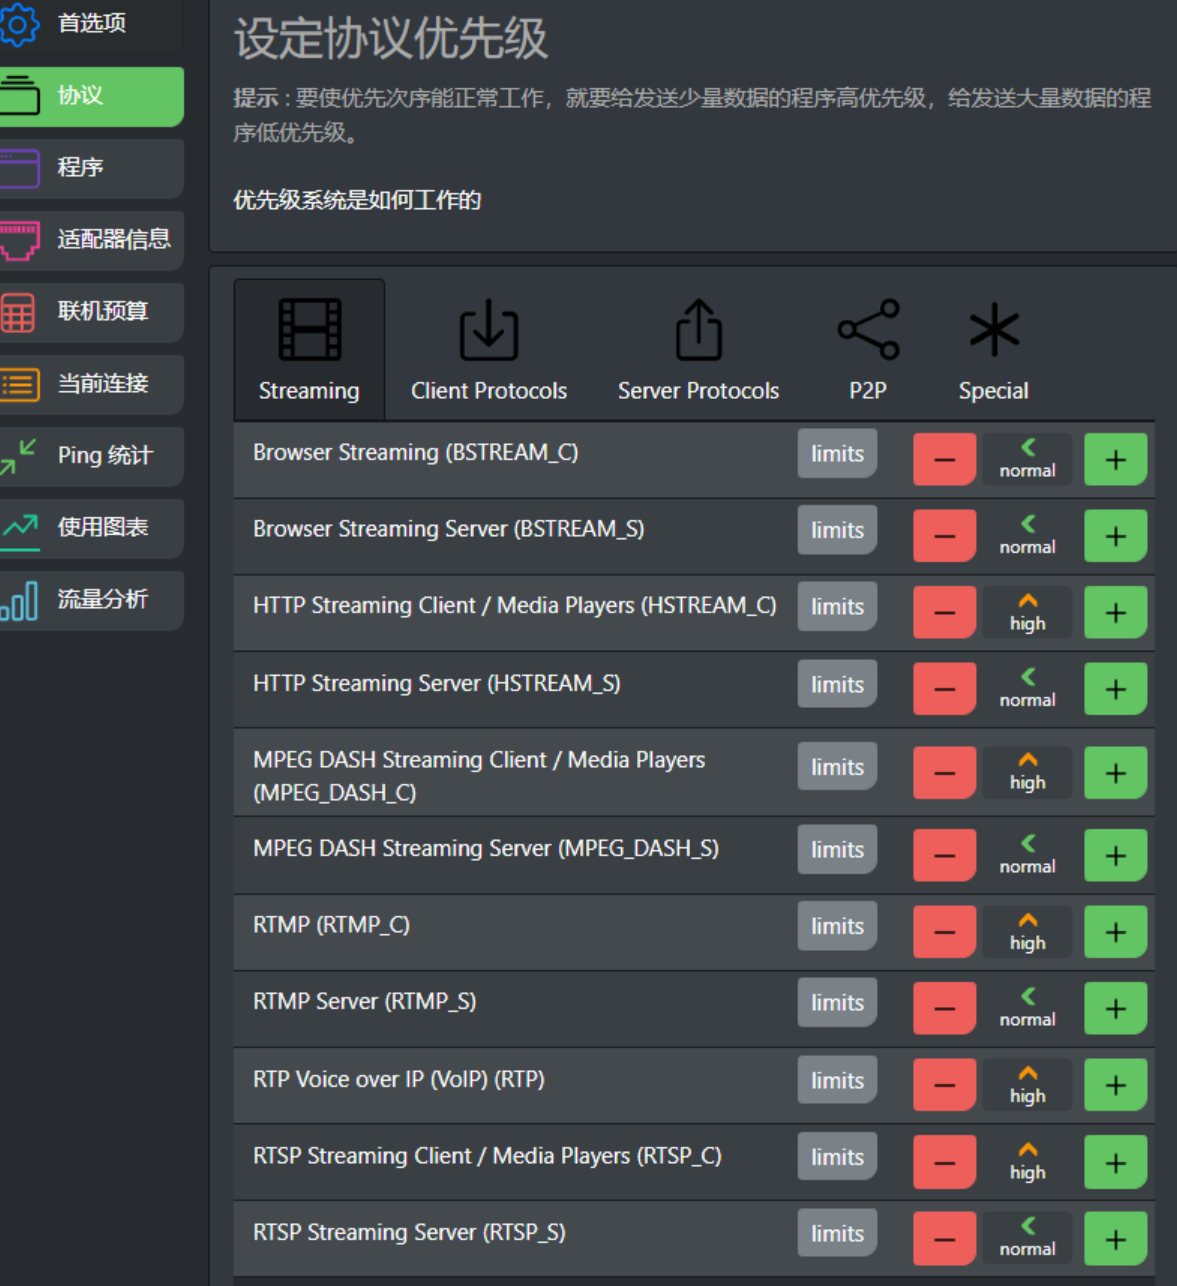 首选项
协议
程序
适配器信息
联机预算
当前连接
Ping 统计
使用图表
流量分析
设定协议优先级
提示 : 要使优先次序能正常工作，就要给发送少量数据的程序高优先级，给发送大量数据的程
序低优先级。
优先级系统是如何工作的
Streaming
Client Protocols
Server Protocols
P2P
Special
Browser Streaming (BSTREAM_C) limits − normal +
Browser Streaming Server (BSTREAM_S) limits − normal +
HTTP Streaming Client / Media Players (HSTREAM_C) limits − high +
HTTP Streaming Server (HSTREAM_S) limits − normal +
MPEG DASH Streaming Client / Media Players
(MPEG_DASH_C) limits − high +
MPEG DASH Streaming Server (MPEG_DASH_S) limits − normal +
RTMP (RTMP_C) limits − high +
RTMP Server (RTMP_S) limits − normal +
RTP Voice over IP (VoIP) (RTP) limits − high +
RTSP Streaming Client / Media Players (RTSP_C) limits − high +
RTSP Streaming Server (RTSP_S) limits − normal +